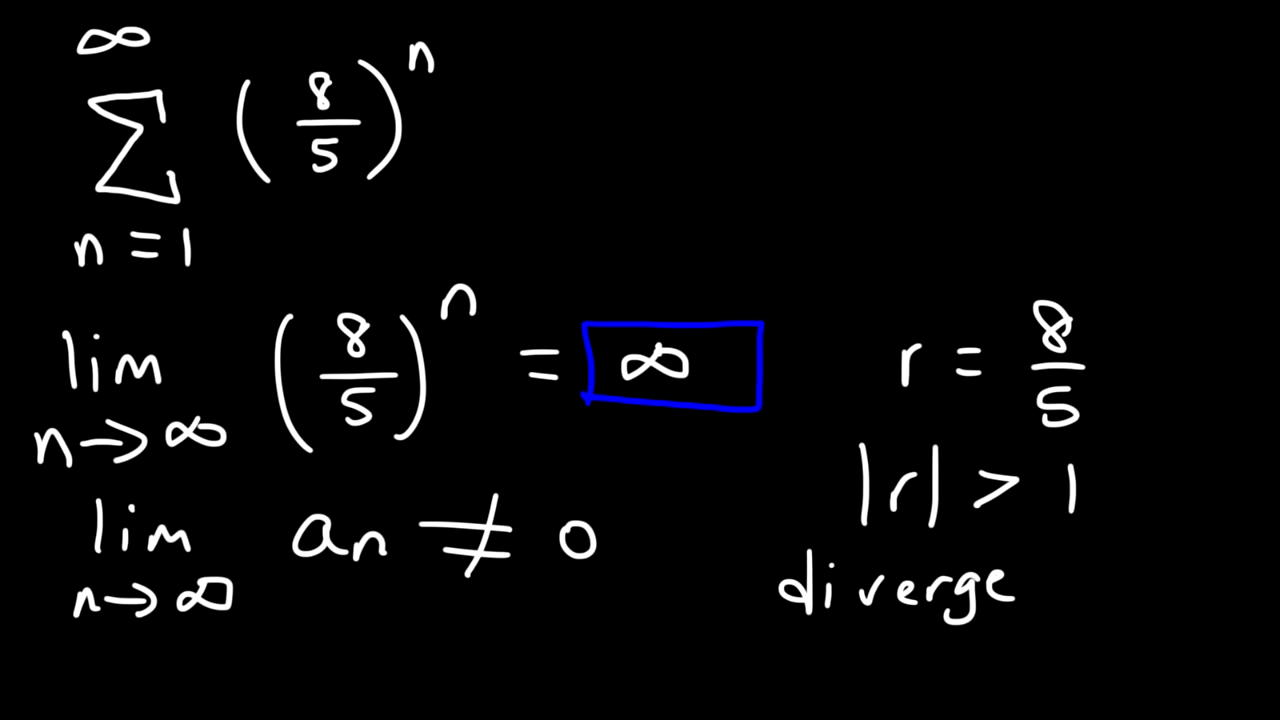 ∞
∑ (8/5)^n
n = 1
lim (8/5)^n = ∞
n → ∞
lim an ≠ 0
n → ∞
r = 8/5
|r| > 1
diverge